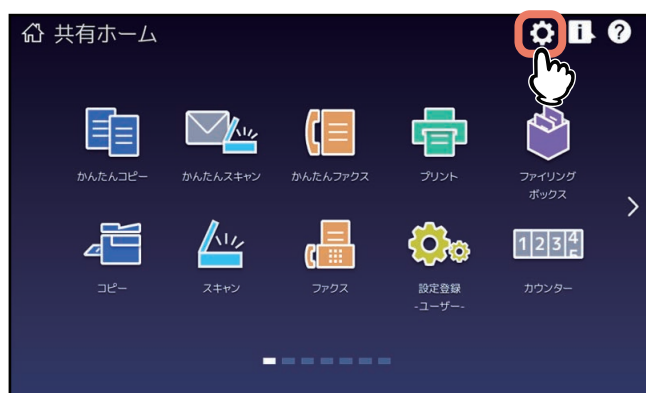 共有ホーム
i
?
かんたんコピー
かんたんスキャン
かんたんファクス
プリント
ファイリング
ボックス
コピー
スキャン
ファクス
設定登録
-ユーザー-
1234
カウンター